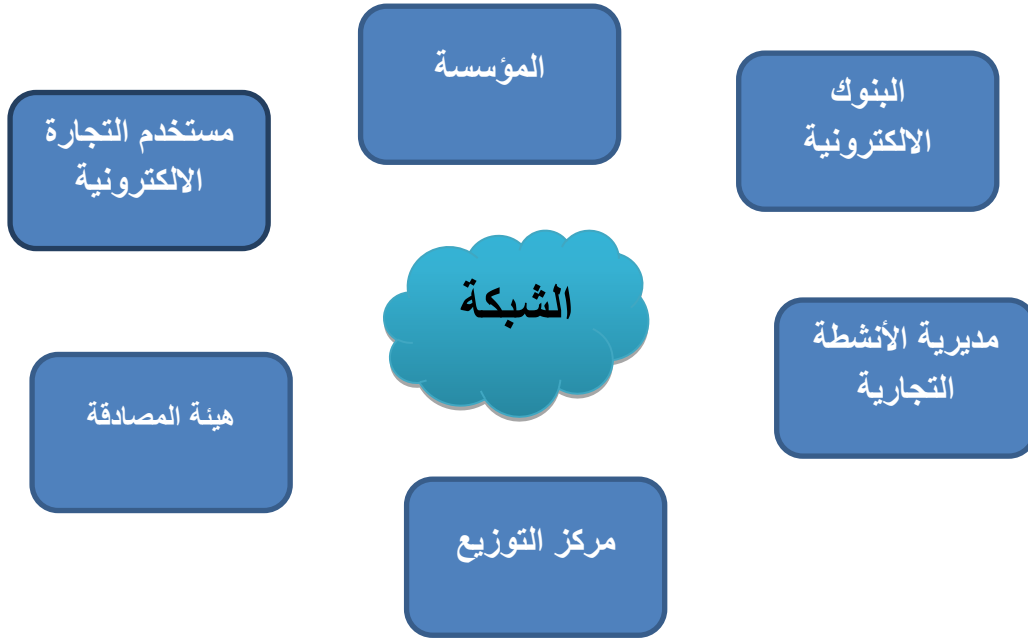 المؤسسة
البنوك
الالكترونية
مستخدم التجارة
الالكترونية
الشبكة
مديرية الأنشطة
التجارية
هيئة المصادقة
مركز التوزيع